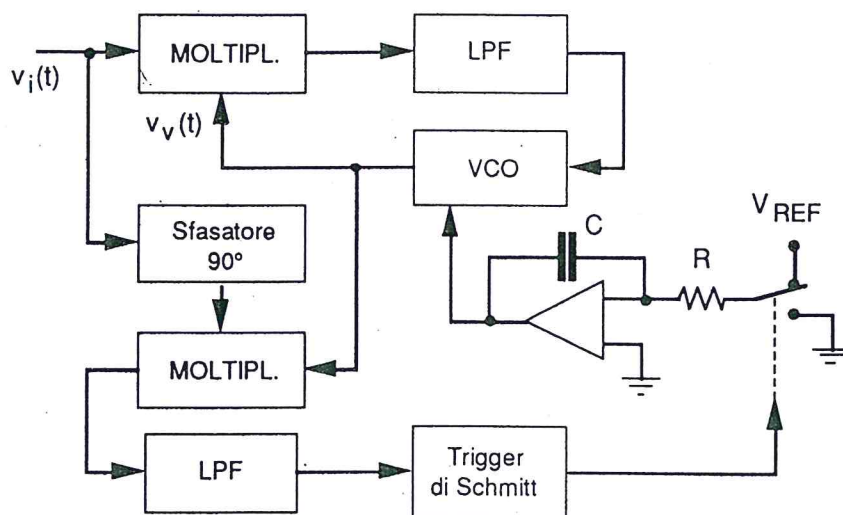 MOLTIPL.
LPF
v_i(t)
v_v(t)
VCO
V_REF
Sfasatore
90°
C
R
MOLTIPL.
LPF
Trigger
di Schmitt